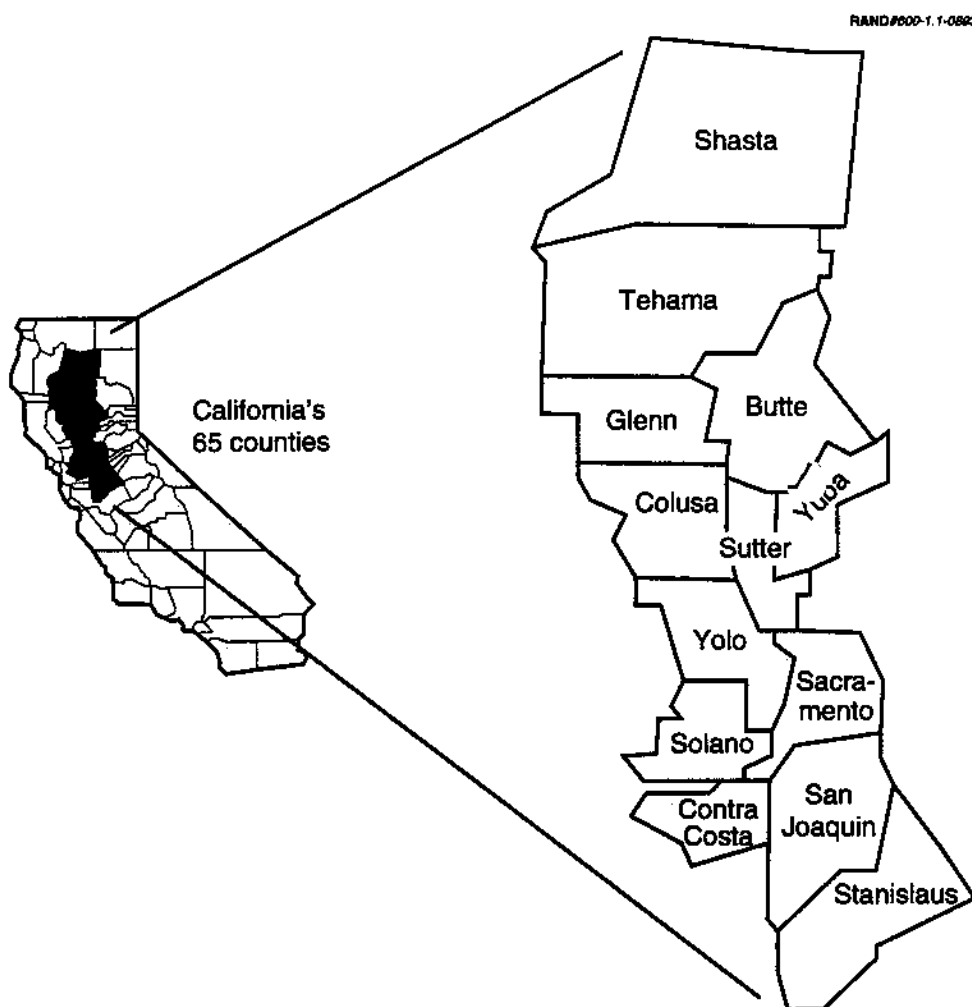 RAND#600-1.1-0893
Shasta
Tehama
Glenn
Butte
California's
65 counties
Colusa
Yuba
Sutter
Yolo
Sacra-
mento
Solano
Contra
Costa
San
Joaquin
Stanislaus